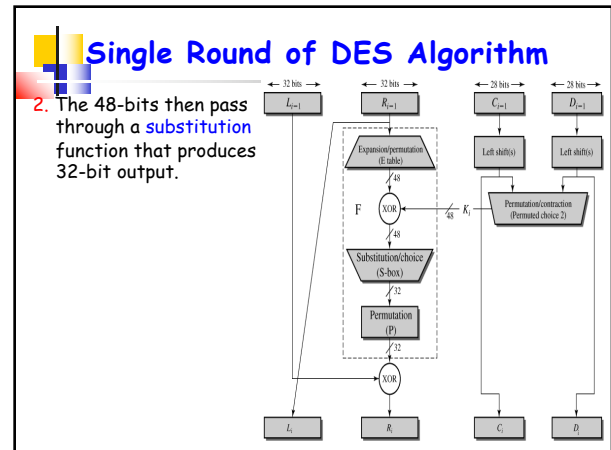 Single Round of DES Algorithm
2. The 48-bits then pass
through a substitution
function that produces
32-bit output.
32 bits
32 bits
28 bits
28 bits
Li–1
Ri–1
Ci–1
Di–1
Expansion/permutation
(E table)
Left shift(s)
Left shift(s)
48
F
XOR
48
Ki
Permutation/contraction
(Permuted choice 2)
48
Substitution/choice
(S-box)
32
Permutation
(P)
32
XOR
Li
Ri
Ci
Di